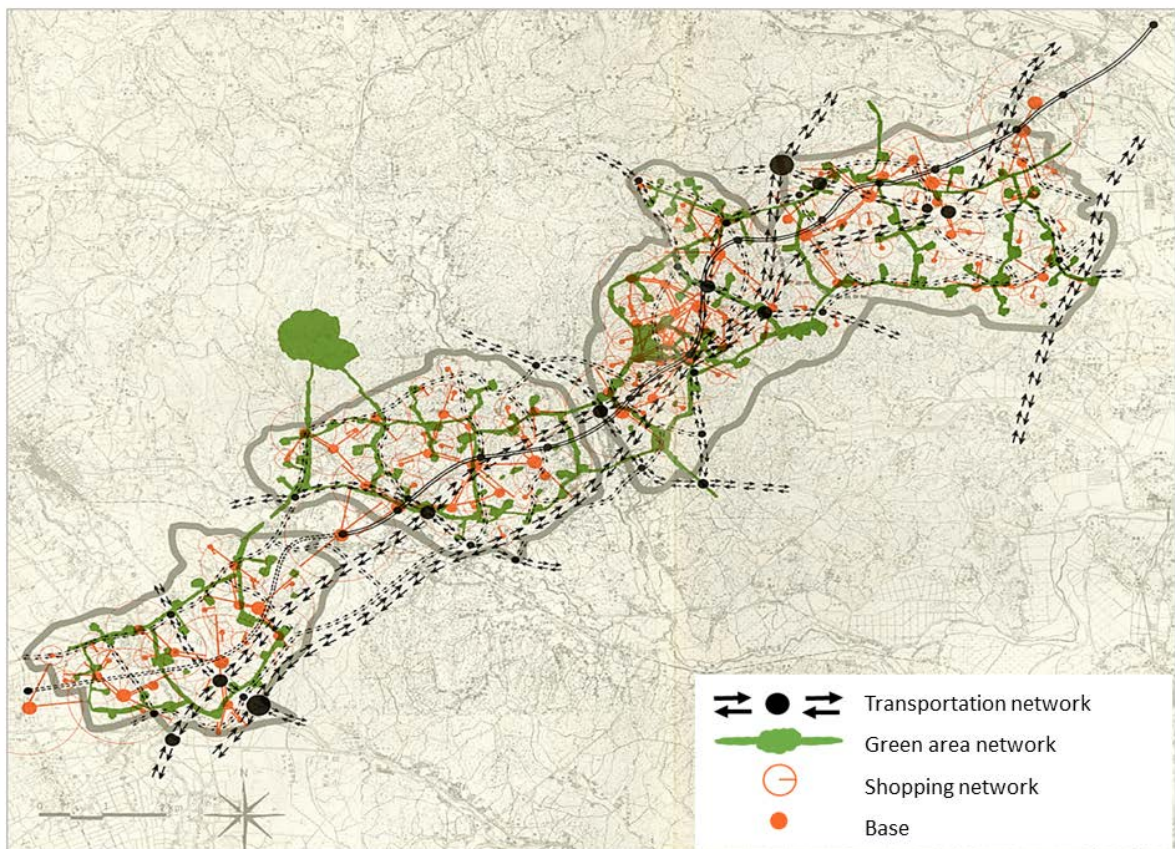 N
Transportation network
Green area network
Shopping network
Base